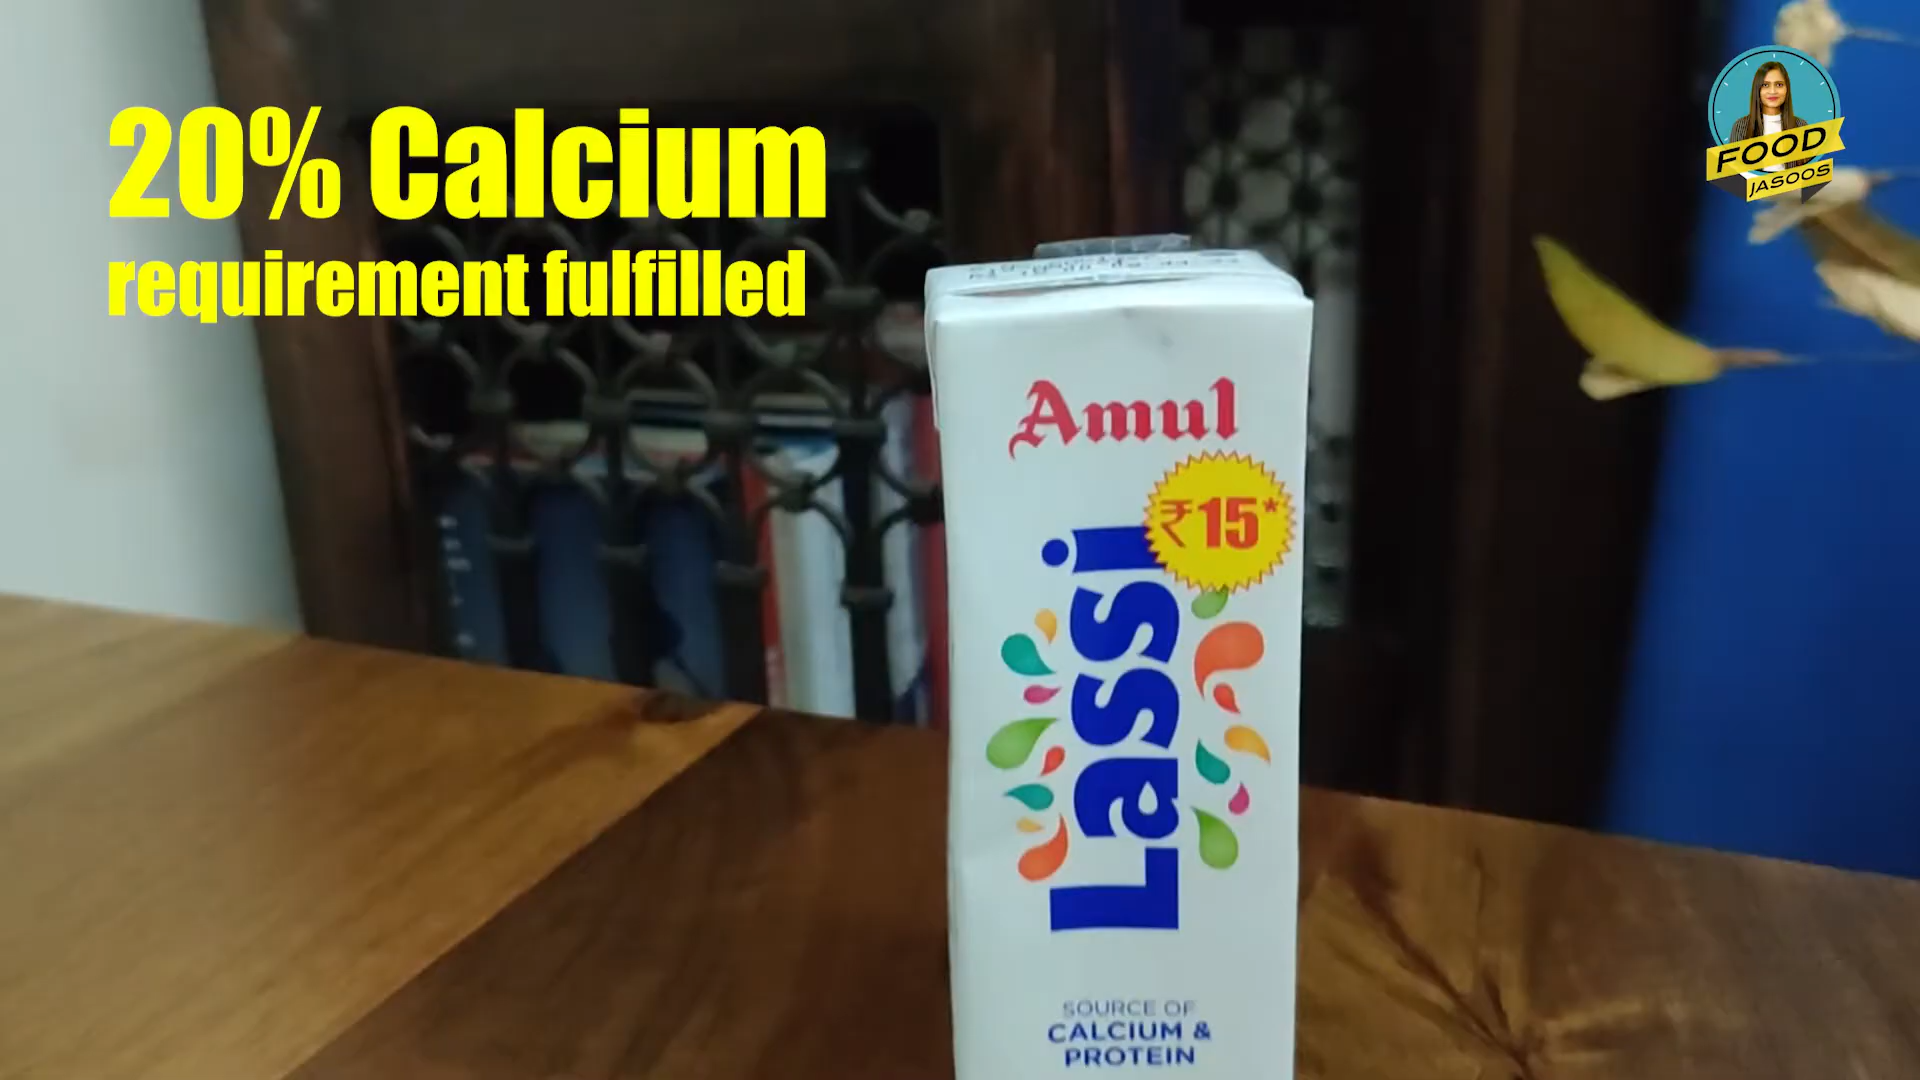 20% Calcium
requirement fulfilled
FOOD
JASOOS
Amul
₹15*
Lassi
SOURCE OF
CALCIUM &
PROTEIN